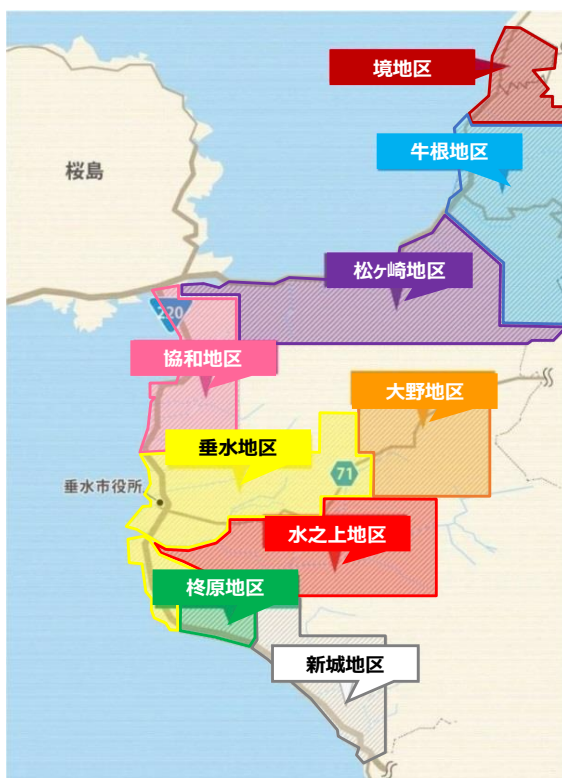 境地区
牛根地区
桜島
松ヶ崎地区
220
協和地区
大野地区
垂水地区
71
垂水市役所
水之上地区
柊原地区
新城地区